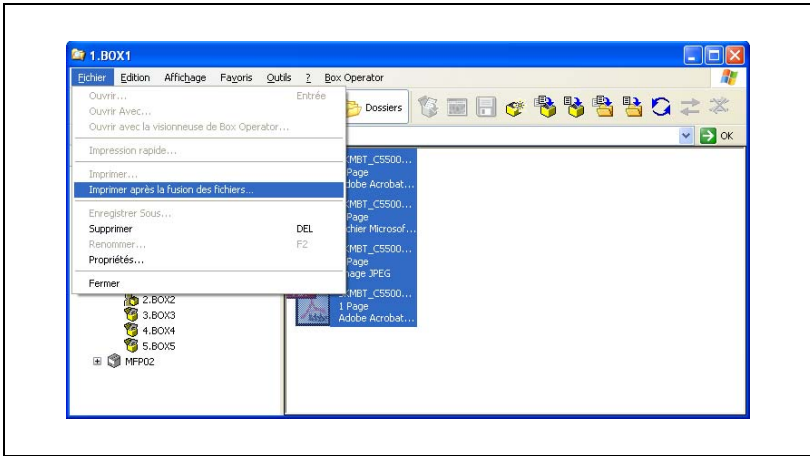 1.BOX1
Fichier Edition Affichage Favoris Outils ? Box Operator
Ouvrir... Entrée
Ouvrir Avec...
Ouvrir avec la visionneuse de Box Operator...
Impression rapide...
Imprimer...
Imprimer après la fusion des fichiers...
Enregistrer Sous...
Supprimer DEL
Renommer... F2
Propriétés...
Fermer
Dossiers
OK
KMBT_C5500...
Page
dobe Acrobat...
KMBT_C5500...
Page
chier Microsof...
KMBT_C5500...
Page
nage JPEG
KMBT_C5500...
1 Page
Adobe Acrobat...
2.BOX2
3.BOX3
4.BOX4
5.BOX5
MFP02